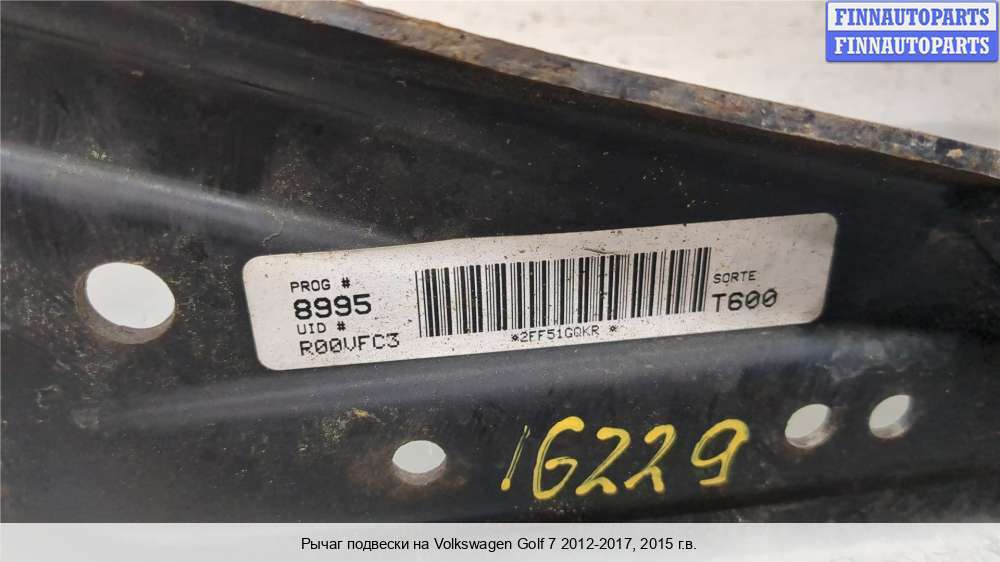 FINNAUTOPARTS
FINNAUTOPARTS
PROG #
8995
UID #
R00VFC3
*2FF51GQKR *
SORTE
T600
16229
Рычаг подвески на Volkswagen Golf 7 2012-2017, 2015 г.в.